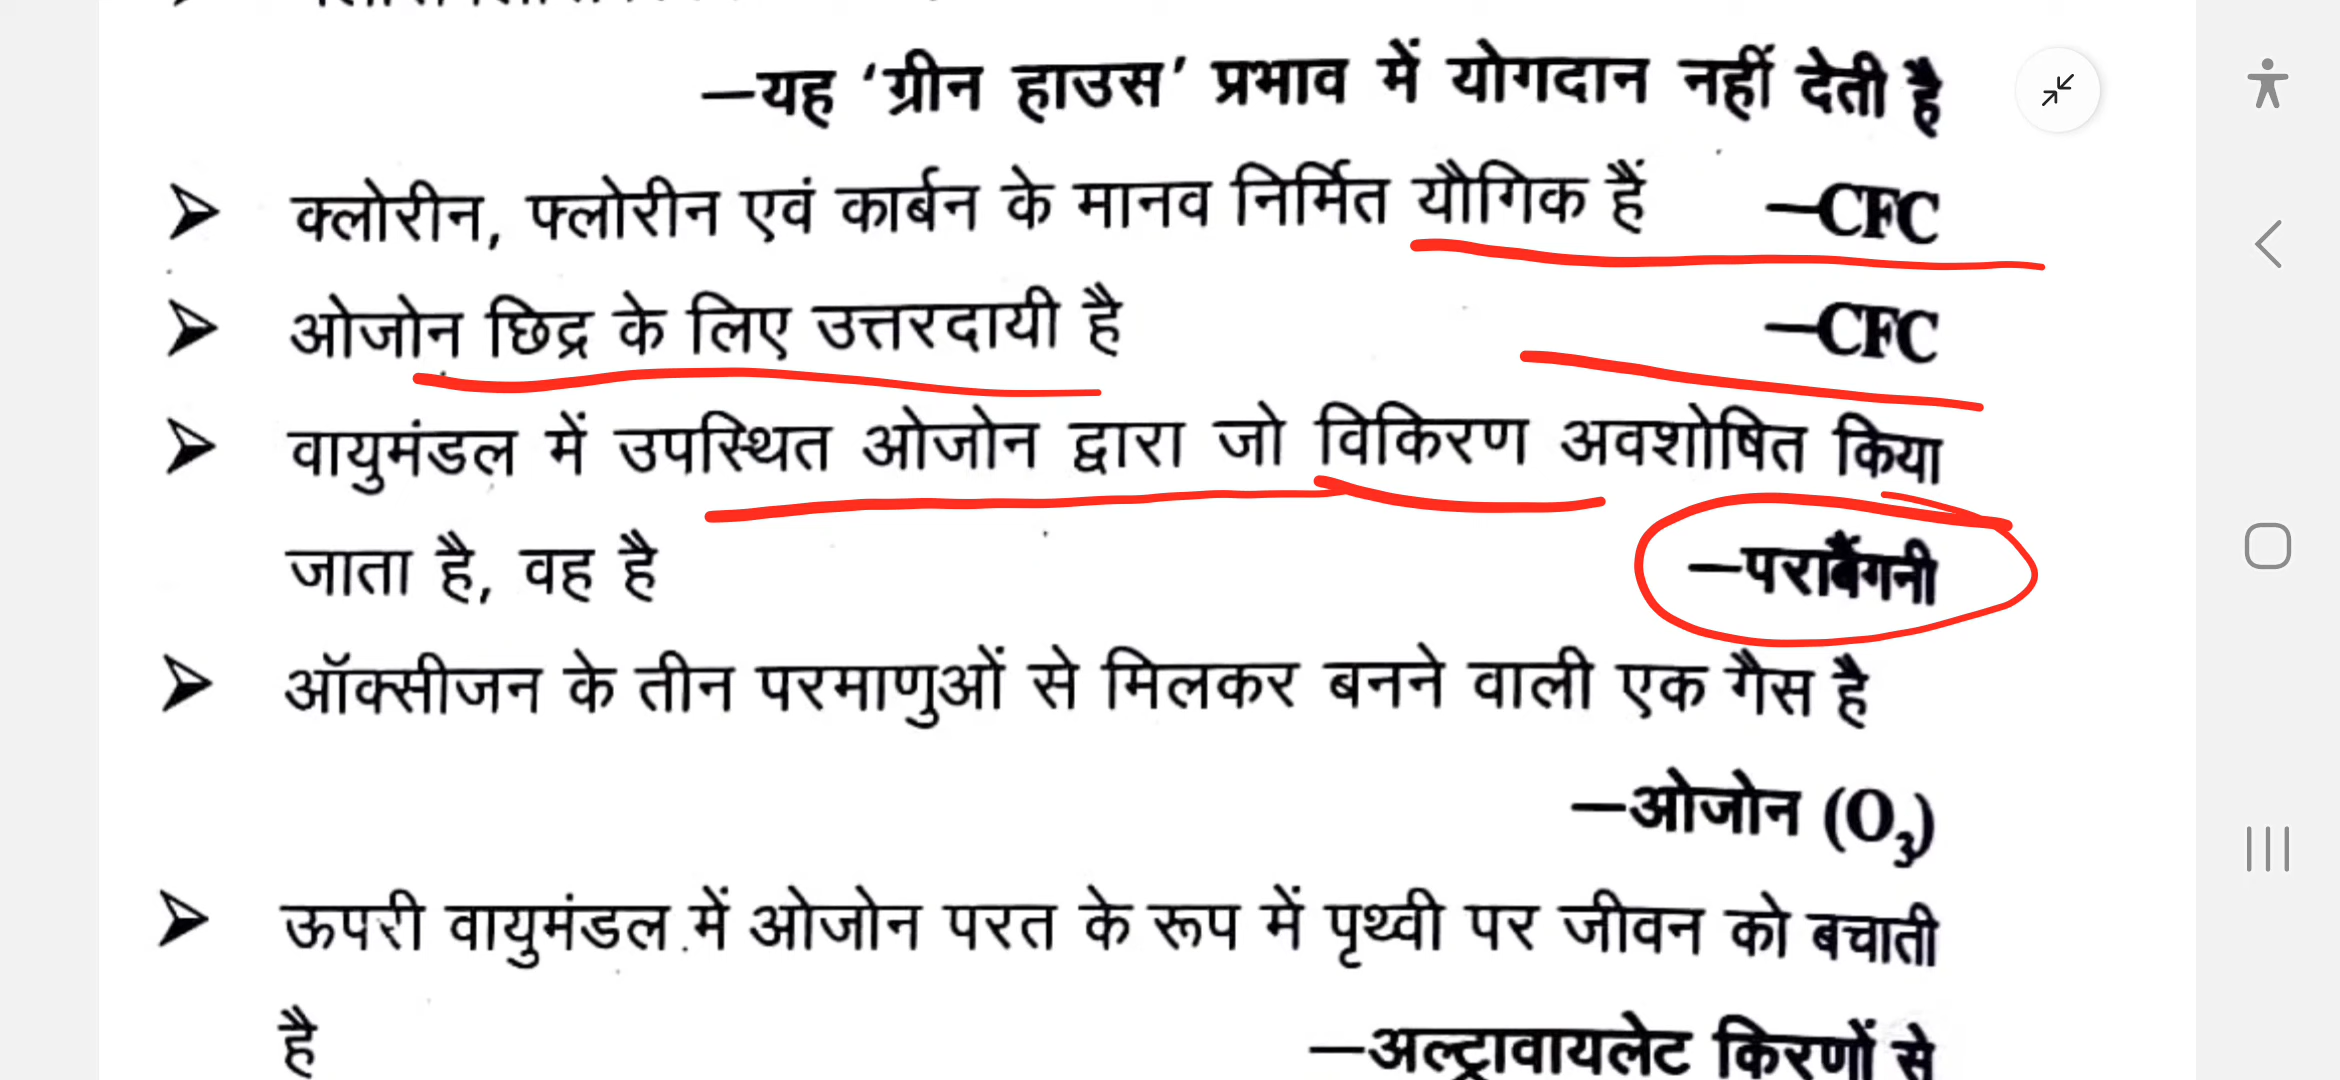 —यह ‘ग्रीन हाउस’ प्रभाव में योगदान नहीं देती है
➤ क्लोरीन, फ्लोरीन एवं कार्बन के मानव निर्मित यौगिक हैं —CFC
➤ ओजोन छिद्र के लिए उत्तरदायी है —CFC
➤ वायुमंडल में उपस्थित ओजोन द्वारा जो विकिरण अवशोषित किया
जाता है, वह है —पराबैंगनी
➤ ऑक्सीजन के तीन परमाणुओं से मिलकर बनने वाली एक गैस है
—ओजोन (O₃)
➤ ऊपरी वायुमंडल में ओजोन परत के रूप में पृथ्वी पर जीवन को बचाती
है —अल्ट्रावायलेट किरणों से